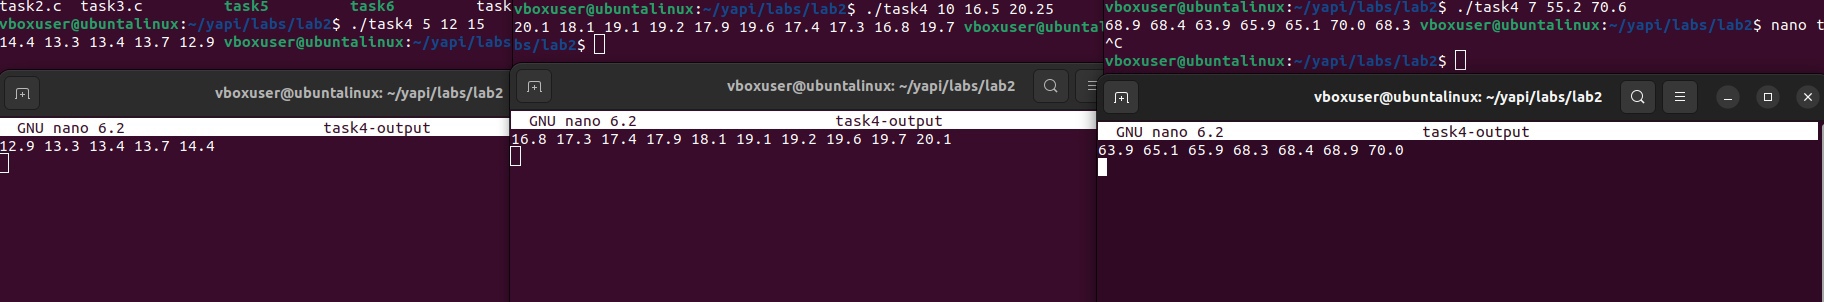 task2.c task3.c task5 task6 task
vboxuser@ubuntalinux:~/yapi/labs/lab2$ ./task4 5 12 15
14.4 13.3 13.4 13.7 12.9 vboxuser@ubuntalinux:~/yapi/labs
vboxuser@ubuntalinux: ~/yapi/labs/lab2
GNU nano 6.2 task4-output
12.9 13.3 13.4 13.7 14.4
vboxuser@ubuntalinux:~/yapi/labs/lab2$ ./task4 10 16.5 20.25
20.1 18.1 19.1 19.2 17.9 19.6 17.4 17.3 16.8 19.7 vboxuser@ubunta
bs/lab2$
vboxuser@ubuntalinux: ~/yapi/labs/lab2
GNU nano 6.2 task4-output
16.8 17.3 17.4 17.9 18.1 19.1 19.2 19.6 19.7 20.1
vboxuser@ubuntalinux:~/yapi/labs/lab2$ ./task4 7 55.2 70.6
68.9 68.4 63.9 65.9 65.1 70.0 68.3 vboxuser@ubuntalinux:~/yapi/labs/lab2$ nano t
^C
vboxuser@ubuntalinux:~/yapi/labs/lab2$
vboxuser@ubuntalinux: ~/yapi/labs/lab2
GNU nano 6.2 task4-output
63.9 65.1 65.9 68.3 68.4 68.9 70.0